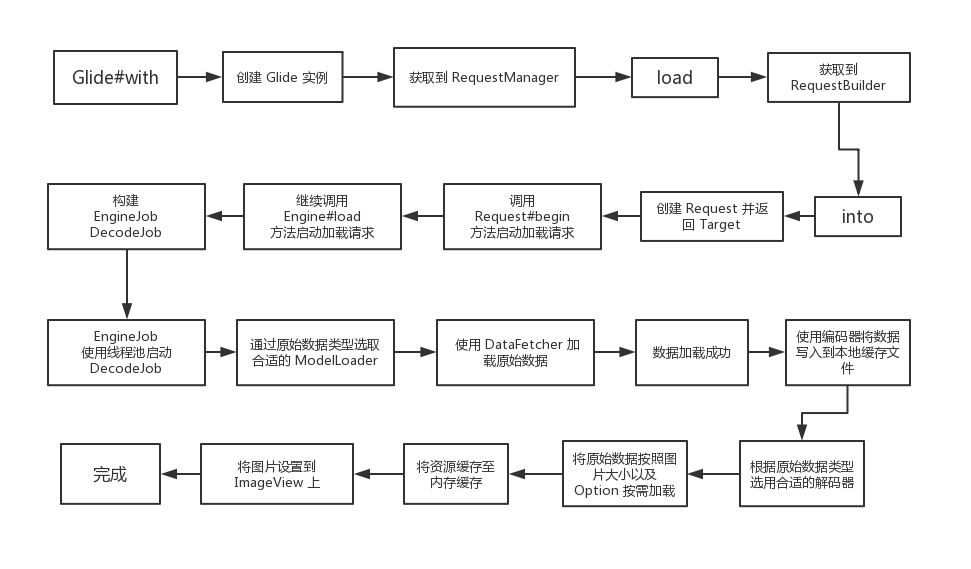 Glide#with
创建 Glide 实例
获取到 RequestManager
load
获取到
RequestBuilder
into
创建 Request 并返
回 Target
调用
Request#begin
方法启动加载请求
继续调用
Engine#load
方法启动加载请求
构建
EngineJob
DecodeJob
EngineJob
使用线程池启动
DecodeJob
通过原始数据类型选取
合适的 ModelLoader
使用 DataFetcher 加
载原始数据
数据加载成功
使用编码器将数据
写入到本地缓存文
件
根据原始数据类型
选用合适的解码器
将原始数据按照图
片大小以及
Option 按需加载
将资源缓存至
内存缓存
将图片设置到
ImageView 上
完成